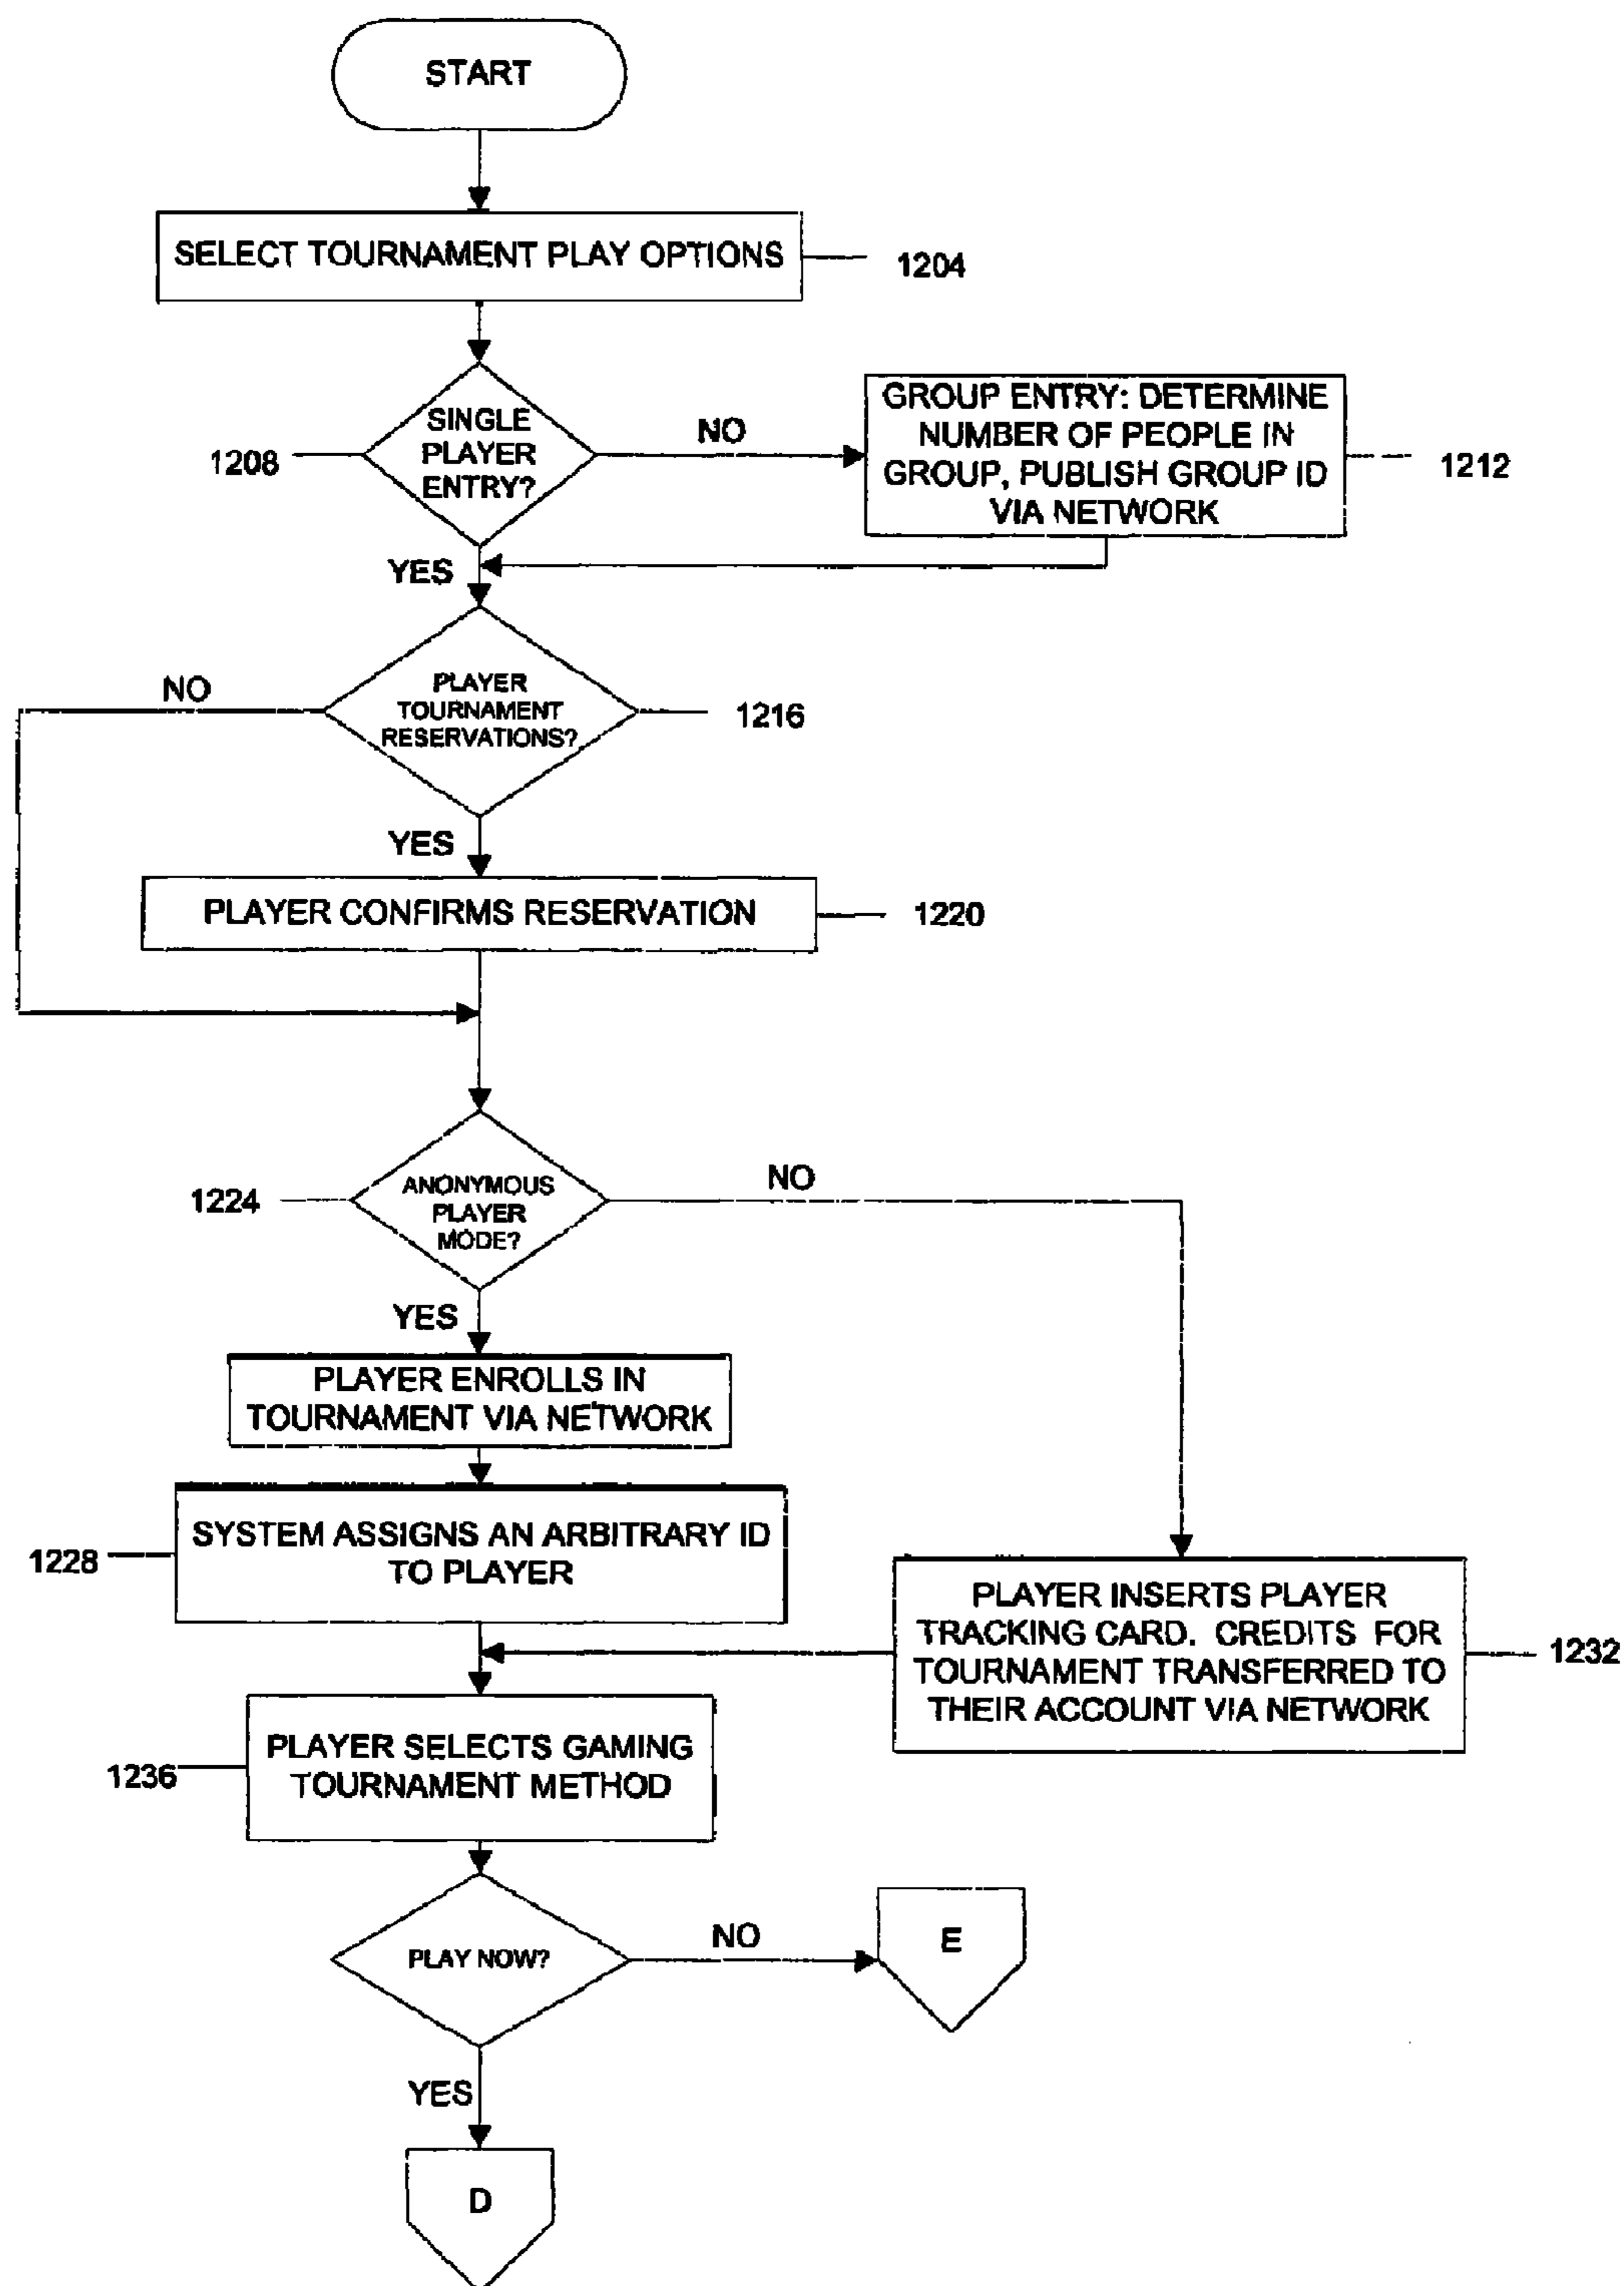 START
SELECT TOURNAMENT PLAY OPTIONS
1204
SINGLE
PLAYER
ENTRY?
1208
NO
GROUP ENTRY: DETERMINE
NUMBER OF PEOPLE IN
GROUP, PUBLISH GROUP ID
VIA NETWORK
1212
YES
PLAYER
TOURNAMENT
RESERVATIONS?
NO
1216
YES
PLAYER CONFIRMS RESERVATION
1220
ANONYMOUS
PLAYER
MODE?
1224
NO
YES
PLAYER ENROLLS IN
TOURNAMENT VIA NETWORK
SYSTEM ASSIGNS AN ARBITRARY ID
TO PLAYER
1228
PLAYER INSERTS PLAYER
TRACKING CARD. CREDITS FOR
TOURNAMENT TRANSFERRED TO
THEIR ACCOUNT VIA NETWORK
1232
PLAYER SELECTS GAMING
TOURNAMENT METHOD
1236
PLAY NOW?
NO
E
YES
D